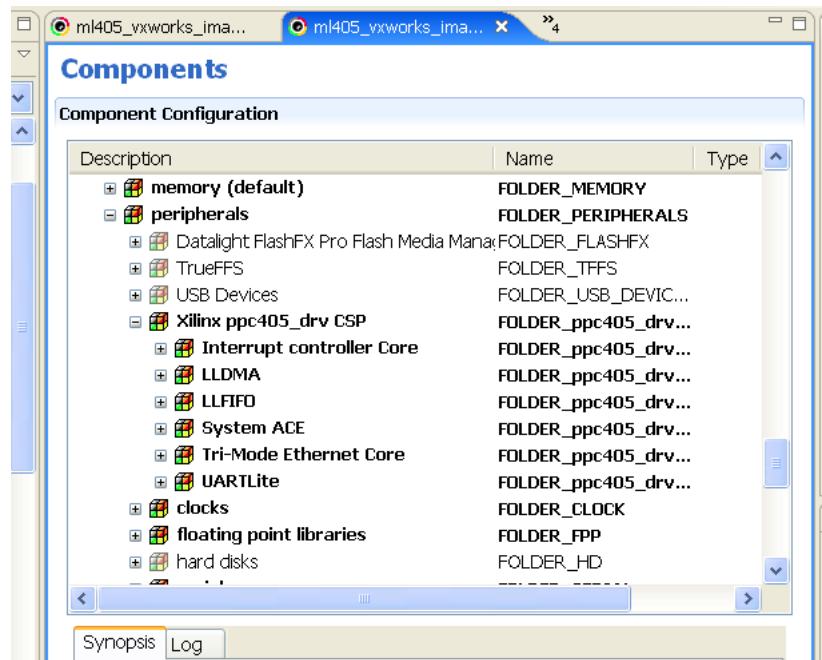 ml405_vxworks_ima... ml405_vxworks_ima... »4
Components
Component Configuration
Description Name Type
memory (default) FOLDER_MEMORY
peripherals FOLDER_PERIPHERALS
Datalight FlashFX Pro Flash Media Mana FOLDER_FLASHFX
TrueFFS FOLDER_TFFS
USB Devices FOLDER_USB_DEVIC...
Xilinx ppc405_drv CSP FOLDER_ppc405_drv...
Interrupt controller Core FOLDER_ppc405_drv...
LLDMA FOLDER_ppc405_drv...
LLFIFO FOLDER_ppc405_drv...
System ACE FOLDER_ppc405_drv...
Tri-Mode Ethernet Core FOLDER_ppc405_drv...
UARTLite FOLDER_ppc405_drv...
clocks FOLDER_CLOCK
floating point libraries FOLDER_FPP
hard disks FOLDER_HD
Synopsis Log